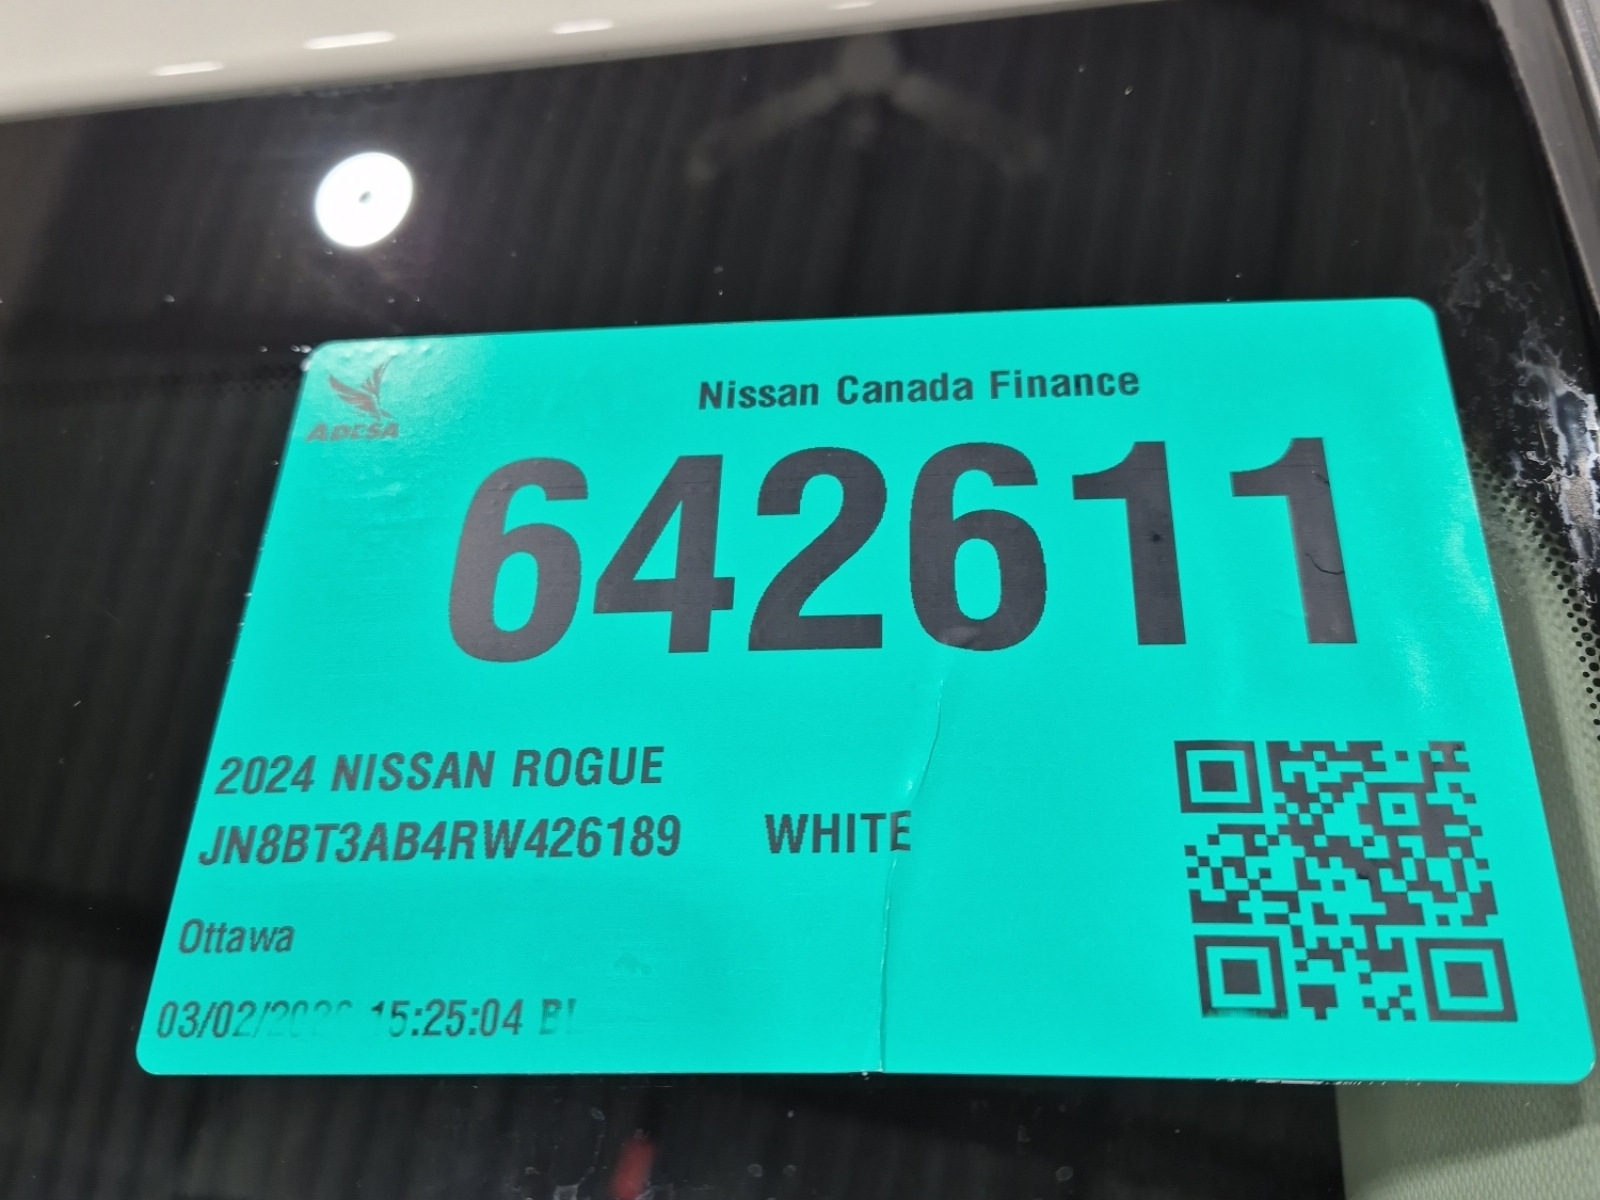 ADESA
Nissan Canada Finance
642611
2024 NISSAN ROGUE
JN8BT3AB4RW426189 WHITE
Ottawa
15:25:04